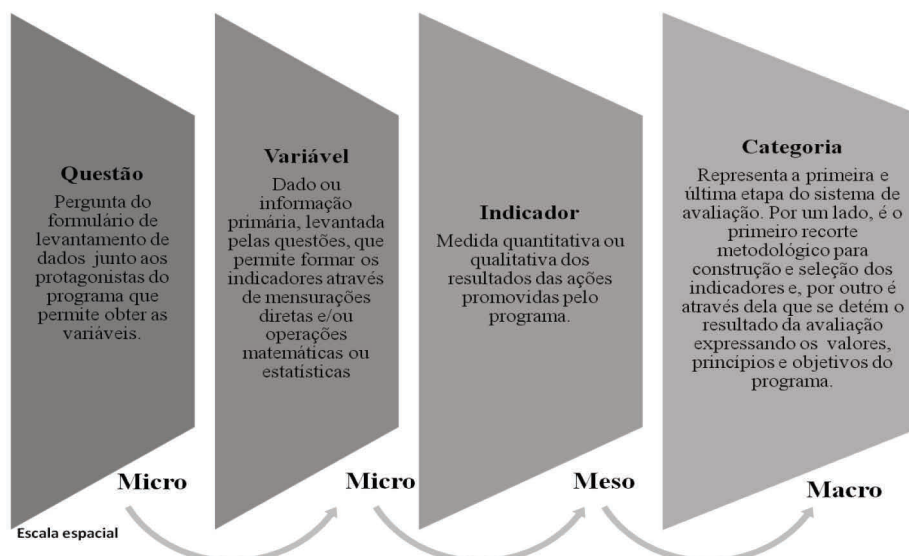 Questão
Pergunta do
formulário de
levantamento de
dados junto aos
protagonistas do
programa que
permite obter as
variáveis.
Micro
Variável
Dado ou
informação
primária, levantada
pelas questões, que
permite formar os
indicadores através
de mensurações
diretas e/ou
operações
matemáticas ou
estatísticas
Micro
Indicador
Medida quantitativa ou
qualitativa dos
resultados das ações
promovidas pelo
programa.
Meso
Categoria
Representa a primeira e
última etapa do sistema de
avaliação. Por um lado, é o
primeiro recorte
metodológico para
construção e seleção dos
indicadores e, por outro é
através dela que se detém o
resultado da avaliação
expressando os valores,
princípios e objetivos do
programa.
Macro
Escala espacial